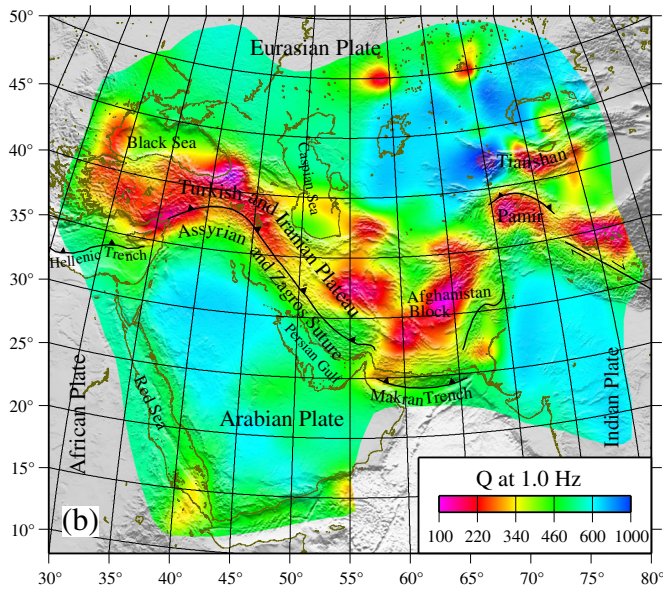 50°
45°
40°
35°
30°
25°
20°
15°
10°
30°
35°
40°
45°
50°
55°
60°
65°
70°
75°
80°
Eurasian Plate
Black Sea
Caspian Sea
Tianshan
Turkish and Iranian Plateau
Pamir
Assyrian and Zagros Suture
Hellenic Trench
Afghanistan
Block
Persian Gulf
Makran Trench
Red Sea
African Plate
Arabian Plate
Indian Plate
(b)
Q at 1.0 Hz
100 220 340 460 600 1000